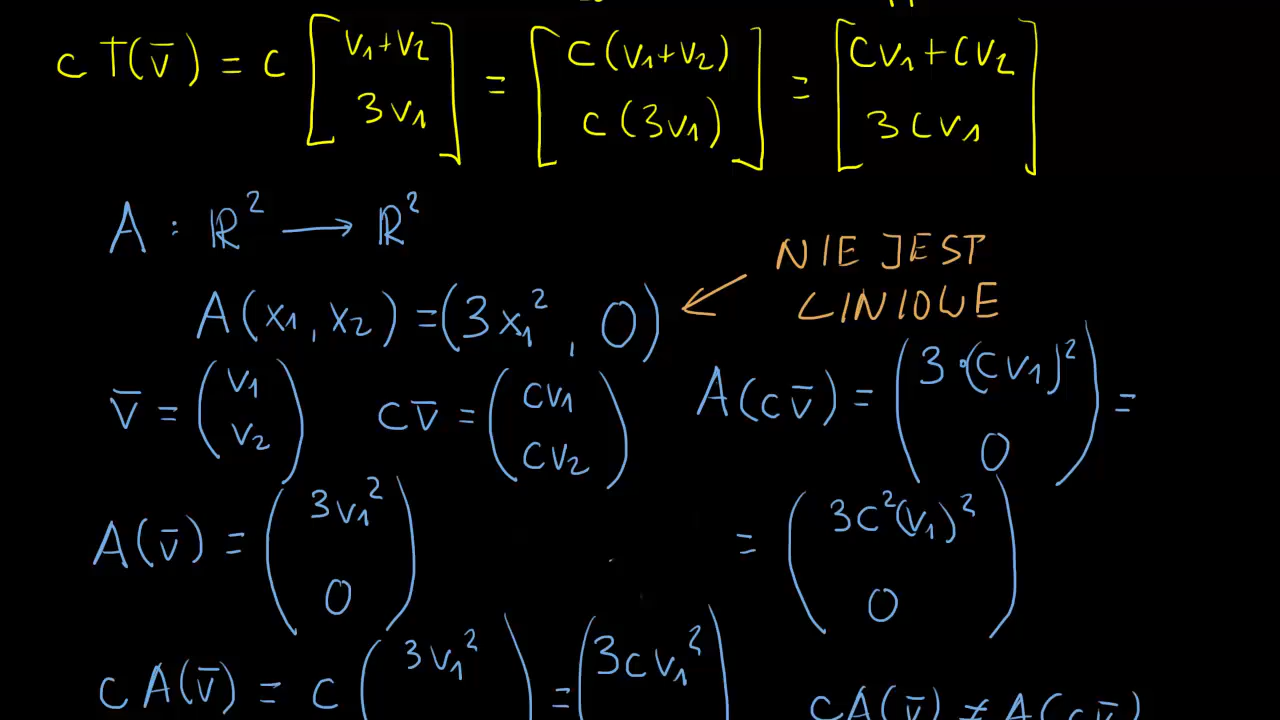 c T(v̄) = c [ v₁+v₂ ; 3v₁ ] = [ c(v₁+v₂) ; c(3v₁) ] = [ cv₁+cv₂ ; 3cv₁ ]
A : ℝ² ⟶ ℝ²
NIE JEST
LINIOWE
A(x₁, x₂) = (3x₁², 0)
v̄ = ( v₁ ; v₂ ) c v̄ = ( cv₁ ; cv₂ ) A(c v̄) = ( 3·(cv₁)² ; 0 ) =
A(v̄) = ( 3v₁² ; 0 ) = ( 3c²(v₁)² ; 0 )
c A(v̄) = c ( 3v₁² = ( 3cv₁² cA(v̄) ≠ A(cv̄)